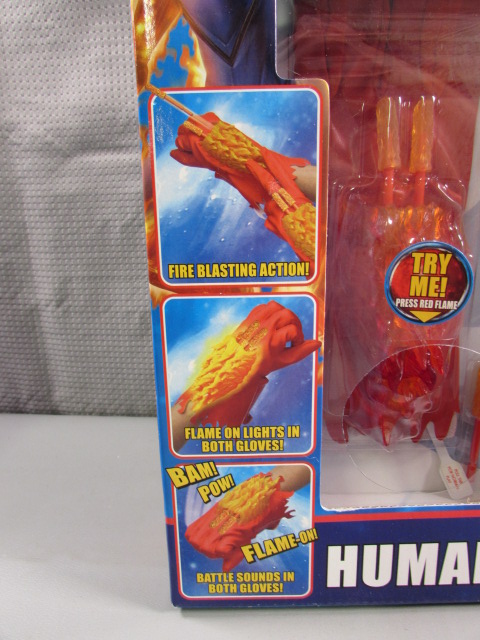 FIRE BLASTING ACTION!
TRY
ME!
PRESS RED FLAME
FLAME ON LIGHTS IN
BOTH GLOVES!
BAM!
POW!
FLAME-ON!
BATTLE SOUNDS IN
BOTH GLOVES!
HUMA